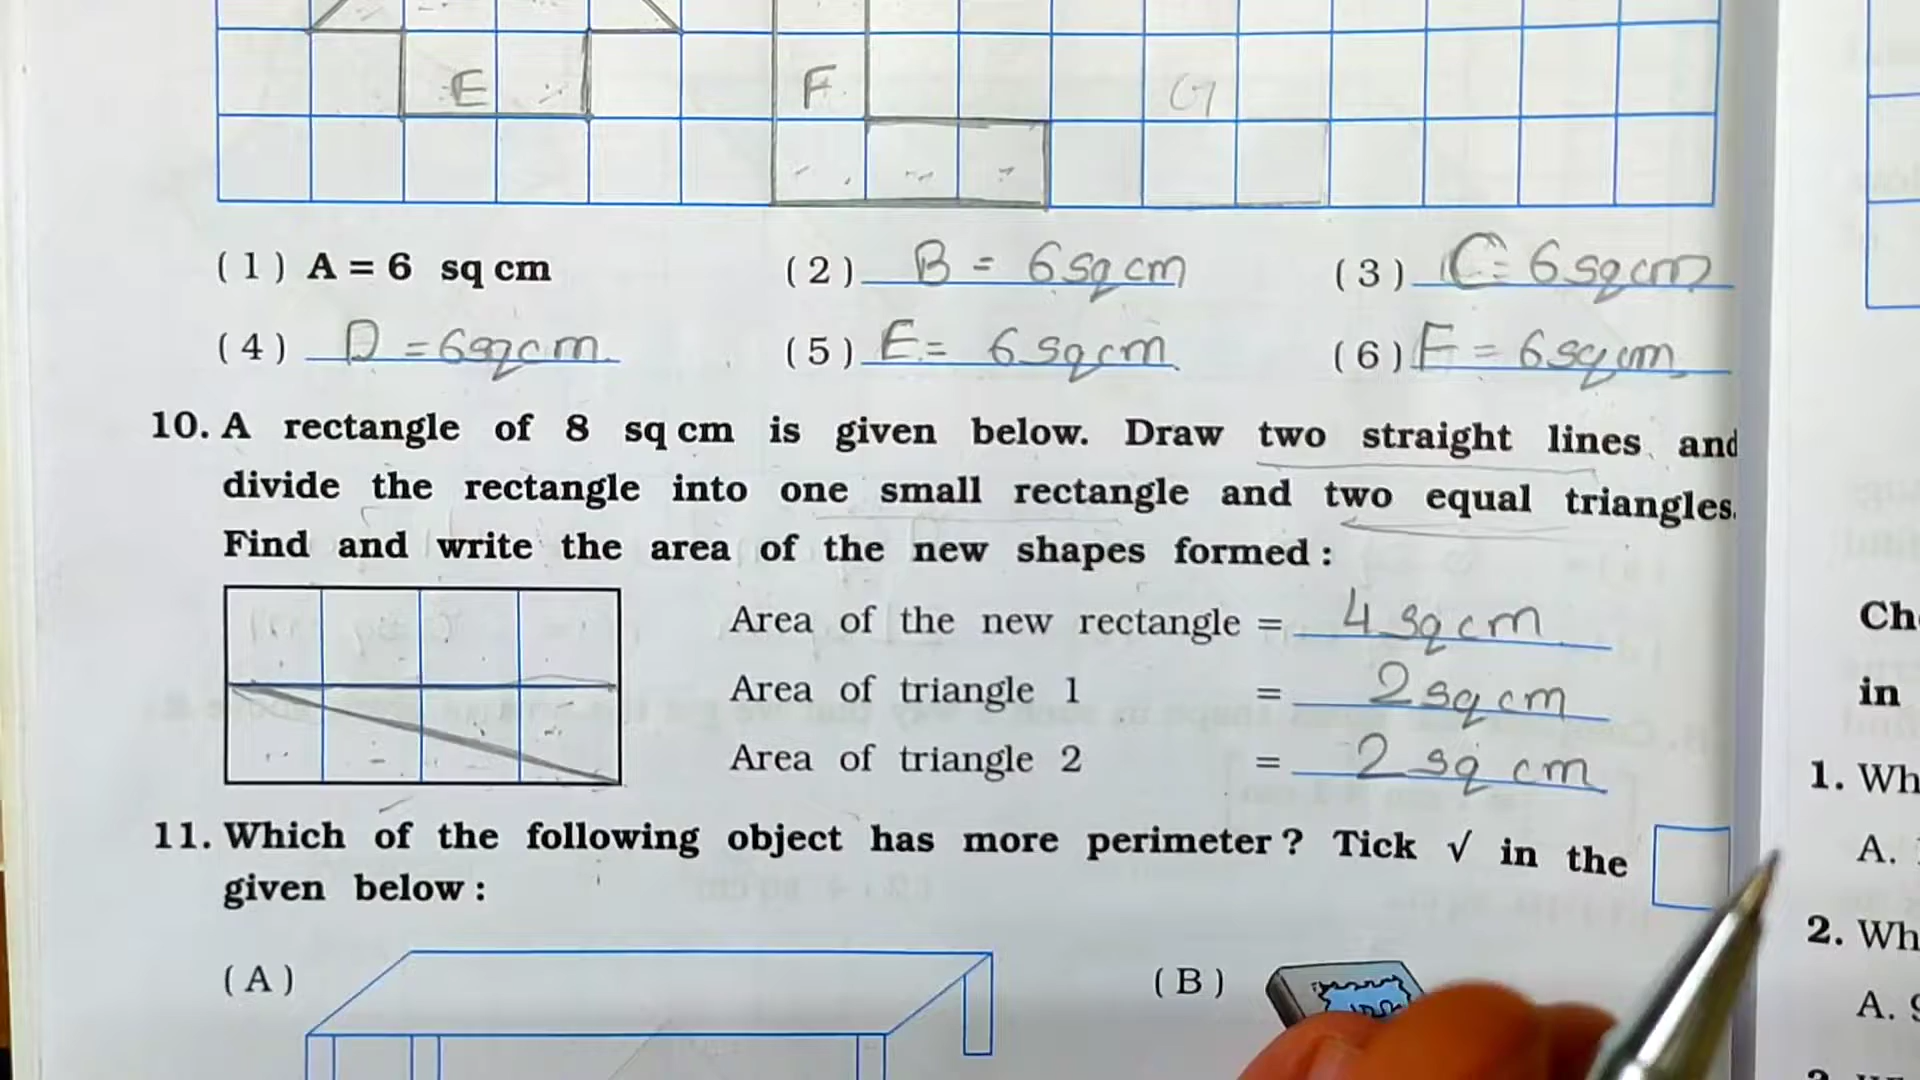 E F G
(1) A = 6 sq cm (2) B = 6 sq cm (3) C = 6 sq cm
(4) D = 6 sq cm (5) E = 6 sq cm (6) F = 6 sq cm
10. A rectangle of 8 sq cm is given below. Draw two straight lines and
divide the rectangle into one small rectangle and two equal triangles.
Find and write the area of the new shapes formed :
Area of the new rectangle = 4 sq cm
Area of triangle 1 = 2 sq cm
Area of triangle 2 = 2 sq cm
11. Which of the following object has more perimeter ? Tick √ in the
given below :
(A) (B)
in
1. Wh
A.
2. Wh
A.